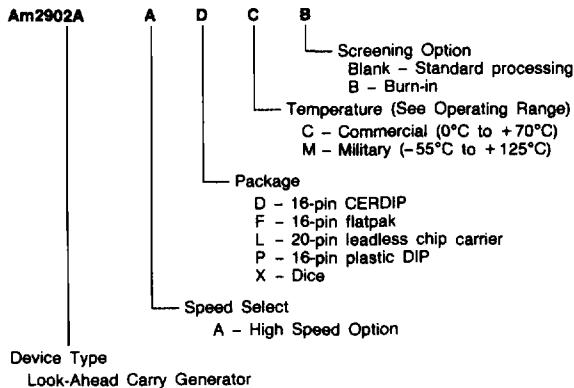 Am2902A A D C B
Screening Option
Blank – Standard processing
B – Burn-in
Temperature (See Operating Range)
C – Commercial (0°C to +70°C)
M – Military (–55°C to +125°C)
Package
D – 16-pin CERDIP
F – 16-pin flatpak
L – 20-pin leadless chip carrier
P – 16-pin plastic DIP
X – Dice
Speed Select
A – High Speed Option
Device Type
Look-Ahead Carry Generator